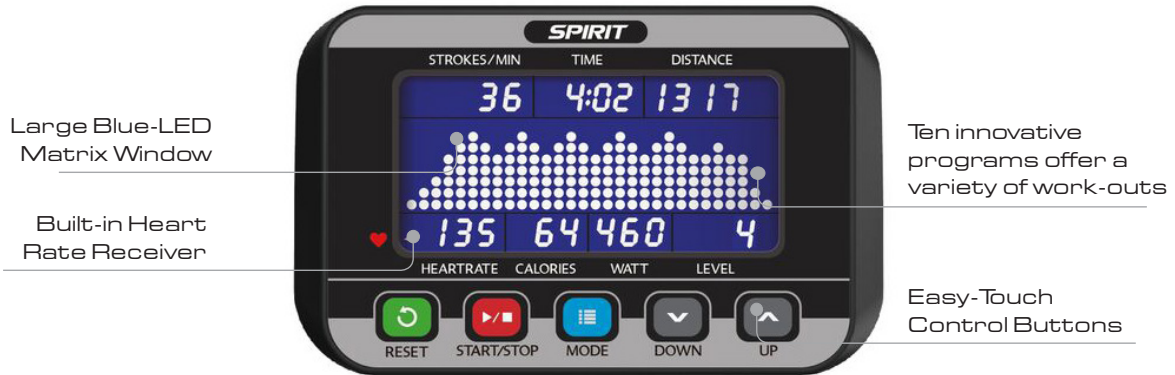 SPIRIT
STROKES/MIN TIME DISTANCE
36 4:02 1317
Large Blue-LED
Matrix Window
Ten innovative
programs offer a
variety of work-outs
Built-in Heart
Rate Receiver
135 64 460 4
HEARTRATE CALORIES WATT LEVEL
Easy-Touch
Control Buttons
RESET START/STOP MODE DOWN UP